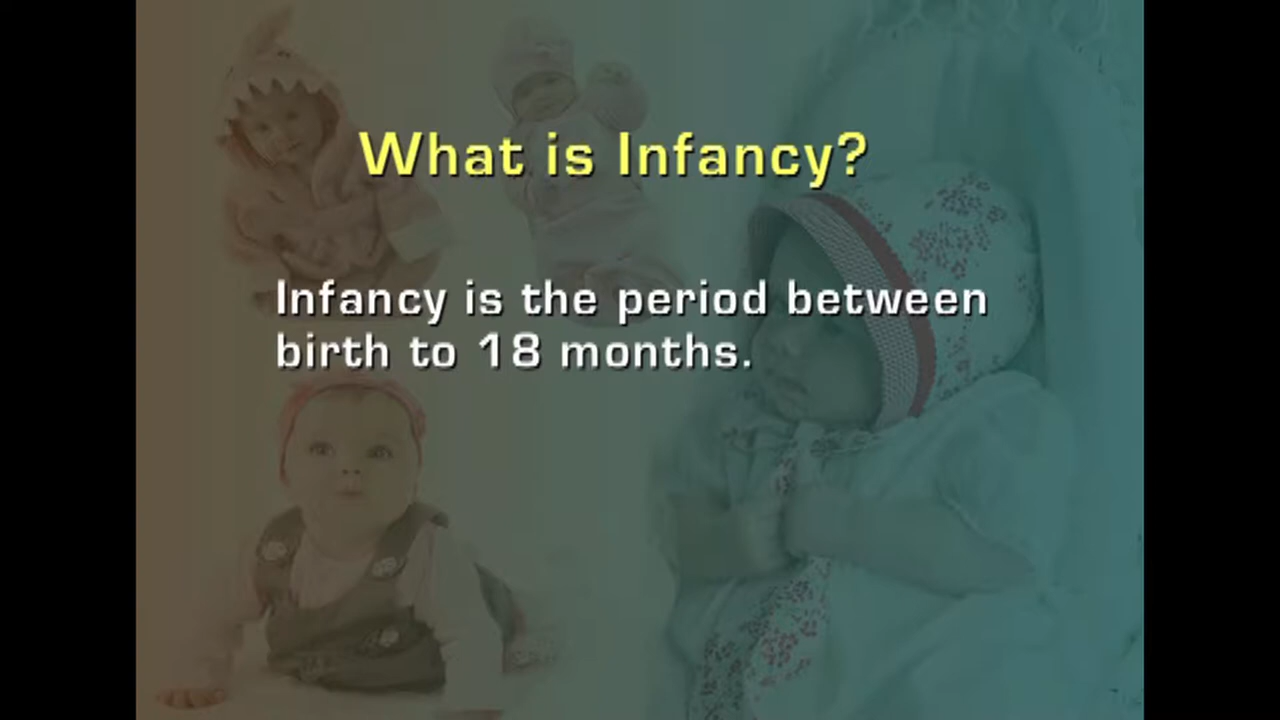 What is Infancy?
Infancy is the period between
birth to 18 months.